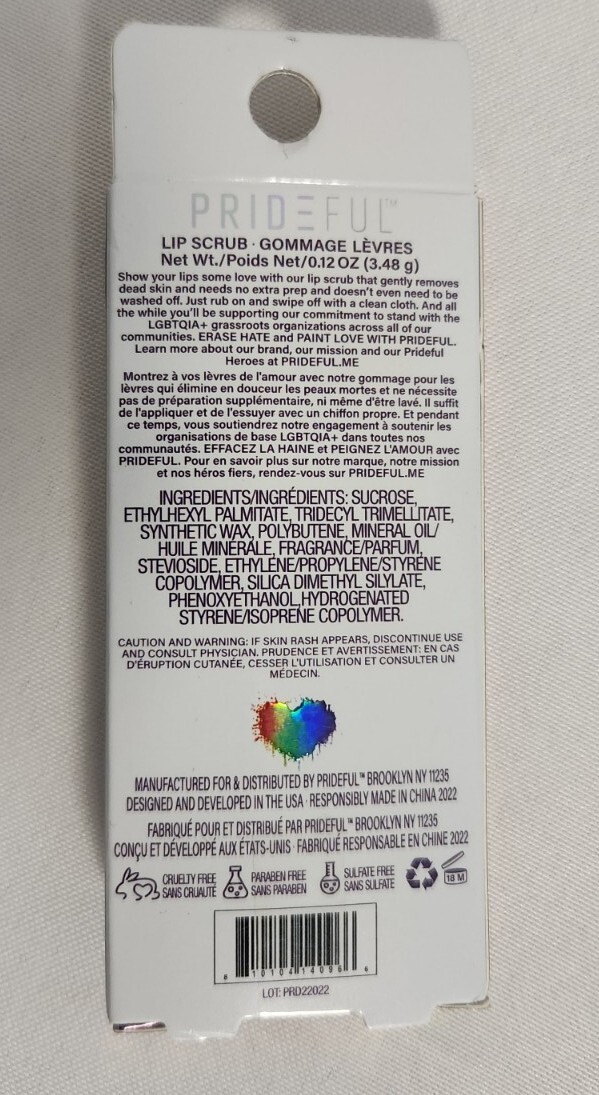 PRIDEFUL™
LIP SCRUB · GOMMAGE LÈVRES
Net Wt./Poids Net/0.12 OZ (3.48 g)
Show your lips some love with our lip scrub that gently removes
dead skin and needs no extra prep and doesn't even need to be
washed off. Just rub on and swipe off with a clean cloth. And all
the while you'll be supporting our commitment to stand with the
LGBTQIA+ grassroots organizations across all of our
communities. ERASE HATE and PAINT LOVE WITH PRIDEFUL.
Learn more about our brand, our mission and our Prideful
Heroes at PRIDEFUL.ME
Montrez à vos lèvres de l'amour avec notre gommage pour les
lèvres qui élimine en douceur les peaux mortes et ne nécessite
pas de préparation supplémentaire, ni même d'être lavé. Il suffit
de l'appliquer et de l'essuyer avec un chiffon propre. Et pendant
ce temps, vous soutiendrez notre engagement à soutenir les
organisations de base LGBTQIA+ dans toutes nos
communautés. EFFACEZ LA HAINE et PEIGNEZ L'AMOUR avec
PRIDEFUL. Pour en savoir plus sur notre marque, notre mission
et nos héros fiers, rendez-vous sur PRIDEFUL.ME
INGREDIENTS/INGRÉDIENTS: SUCROSE,
ETHYLHEXYL PALMITATE, TRIDECYL TRIMELLITATE,
SYNTHETIC WAX, POLYBUTENE, MINERAL OIL/
HUILE MINÉRALE, FRAGRANCE/PARFUM,
STEVIOSIDE, ETHYLENE/PROPYLENE/STYRENE
COPOLYMER, SILICA DIMETHYL SILYLATE,
PHENOXYETHANOL,HYDROGENATED
STYRENE/ISOPRENE COPOLYMER.
CAUTION AND WARNING: IF SKIN RASH APPEARS, DISCONTINUE USE
AND CONSULT PHYSICIAN. PRUDENCE ET AVERTISSEMENT: EN CAS
D'ÉRUPTION CUTANÉE, CESSER L'UTILISATION ET CONSULTER UN
MÉDECIN.
MANUFACTURED FOR & DISTRIBUTED BY PRIDEFUL™ BROOKLYN NY 11235
DESIGNED AND DEVELOPED IN THE USA · RESPONSIBLY MADE IN CHINA 2022
FABRIQUÉ POUR ET DISTRIBUÉ PAR PRIDEFUL™ BROOKLYN NY 11235
CONÇU ET DÉVELOPPÉ AUX ÉTATS-UNIS · FABRIQUÉ RESPONSABLE EN CHINE 2022
CRUELTY FREE
SANS CRUAUTÉ
PARABEN FREE
SANS PARABEN
SULFATE FREE
SANS SULFATE
18 M
8 10104 14096 6
LOT: PRD22022